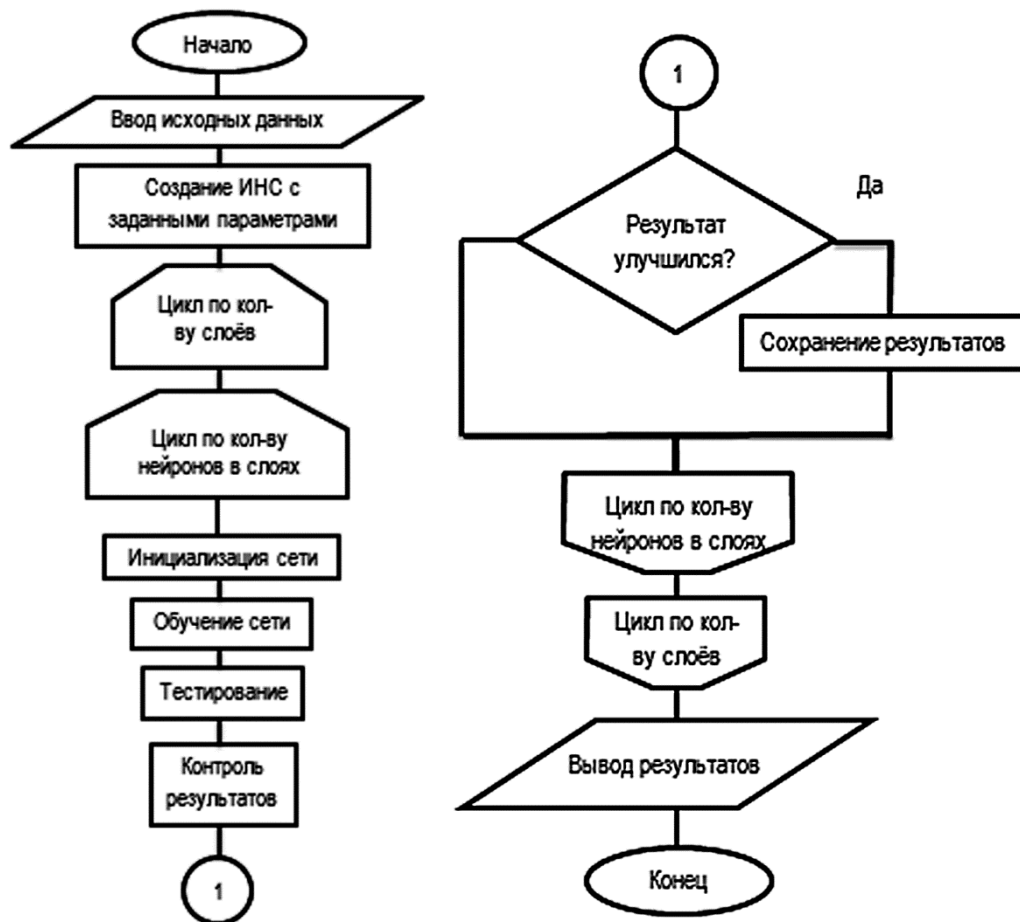 Начало
Ввод исходных данных
Создание ИНС с
заданными параметрами
Цикл по кол-
ву слоёв
Цикл по кол-ву
нейронов в слоях
Инициализация сети
Обучение сети
Тестирование
Контроль
результатов
1
1
Результат
улучшился?
Да
Сохранение результатов
Цикл по кол-ву
нейронов в слоях
Цикл по кол-
ву слоёв
Вывод результатов
Конец